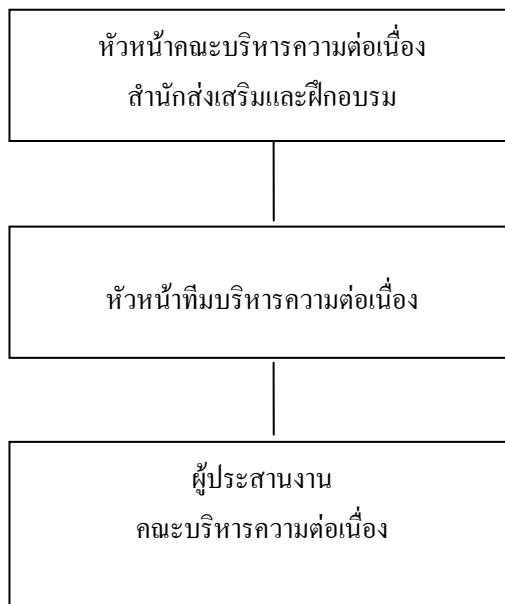 หัวหน้าคณะบริหารความต่อเนื่อง
สำนักส่งเสริมและฝึกอบรม
หัวหน้าทีมบริหารความต่อเนื่อง
ผู้ประสานงาน
คณะบริหารความต่อเนื่อง